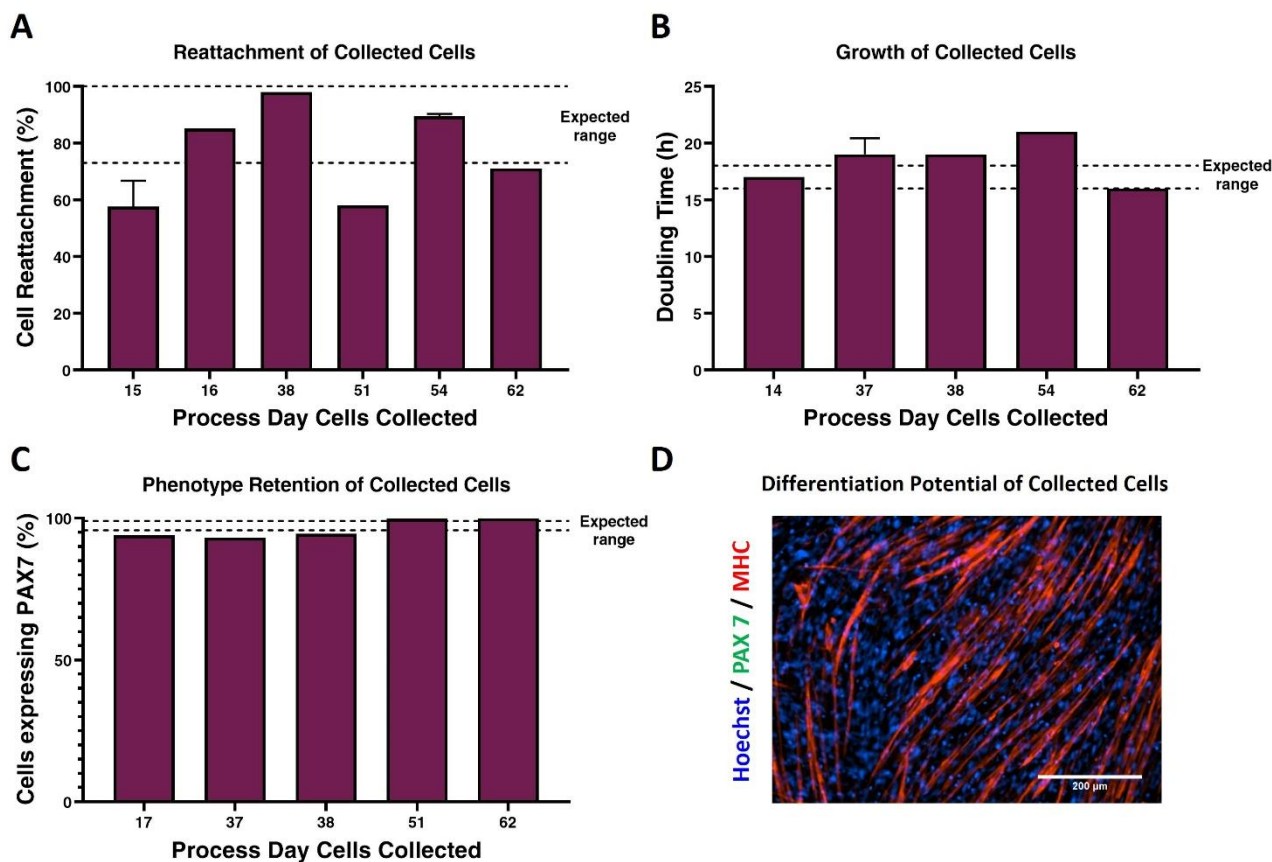 A
Reattachment of Collected Cells
Cell Reattachment (%)
100
80
60
40
20
0
Expected
range
15 16 38 51 54 62
Process Day Cells Collected
B
Growth of Collected Cells
Doubling Time (h)
25
20
15
10
5
0
Expected
range
14 37 38 54 62
Process Day Cells Collected
C
Phenotype Retention of Collected Cells
Cells expressing PAX7 (%)
100
50
0
Expected
range
17 37 38 51 62
Process Day Cells Collected
D
Differentiation Potential of Collected Cells
Hoechst / PAX 7 / MHC
200 µm